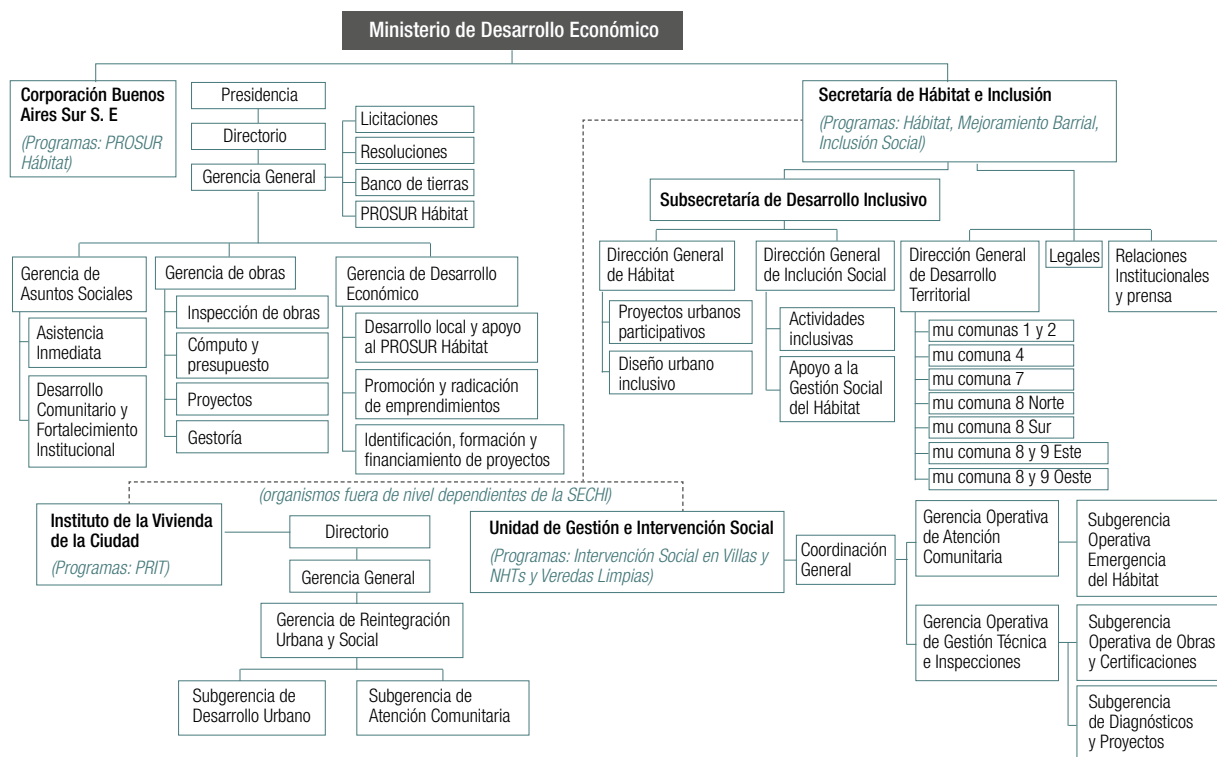 Ministerio de Desarrollo Económico
Corporación Buenos
Aires Sur S. E
(Programas: PROSUR
Hábitat)
Presidencia
Directorio
Gerencia General
Licitaciones
Resoluciones
Banco de tierras
PROSUR Hábitat
Gerencia de
Asuntos Sociales
Asistencia
Inmediata
Desarrollo
Comunitario y
Fortalecimiento
Institucional
Gerencia de obras
Inspección de obras
Cómputo y
presupuesto
Proyectos
Gestoría
Gerencia de Desarrollo
Económico
Desarrollo local y apoyo
al PROSUR Hábitat
Promoción y radicación
de emprendimientos
Identificación, formación y
financiamiento de proyectos
Secretaría de Hábitat e Inclusión
(Programas: Hábitat, Mejoramiento Barrial,
Inclusión Social)
Subsecretaría de Desarrollo Inclusivo
Dirección General
de Hábitat
Proyectos urbanos
participativos
Diseño urbano
inclusivo
Dirección General
de Inclución Social
Actividades
inclusivas
Apoyo a la
Gestión Social
del Hábitat
Dirección General
de Desarrollo
Territorial
mu comunas 1 y 2
mu comuna 4
mu comuna 7
mu comuna 8 Norte
mu comuna 8 Sur
mu comuna 8 y 9 Este
mu comuna 8 y 9 Oeste
Legales
Relaciones
Institucionales
y prensa
(organismos fuera de nivel dependientes de la SECHI)
Instituto de la Vivienda
de la Ciudad
(Programas: PRIT)
Directorio
Gerencia General
Gerencia de Reintegración
Urbana y Social
Subgerencia de
Desarrollo Urbano
Subgerencia de
Atención Comunitaria
Unidad de Gestión e Intervención Social
(Programas: Intervención Social en Villas y
NHTs y Veredas Limpias)
Coordinación
General
Gerencia Operativa
de Atención
Comunitaria
Subgerencia
Operativa
Emergencia
del Hábitat
Gerencia Operativa
de Gestión Técnica
e Inspecciones
Subgerencia
Operativa de Obras
y Certificaciones
Subgerencia
de Diagnósticos
y Proyectos